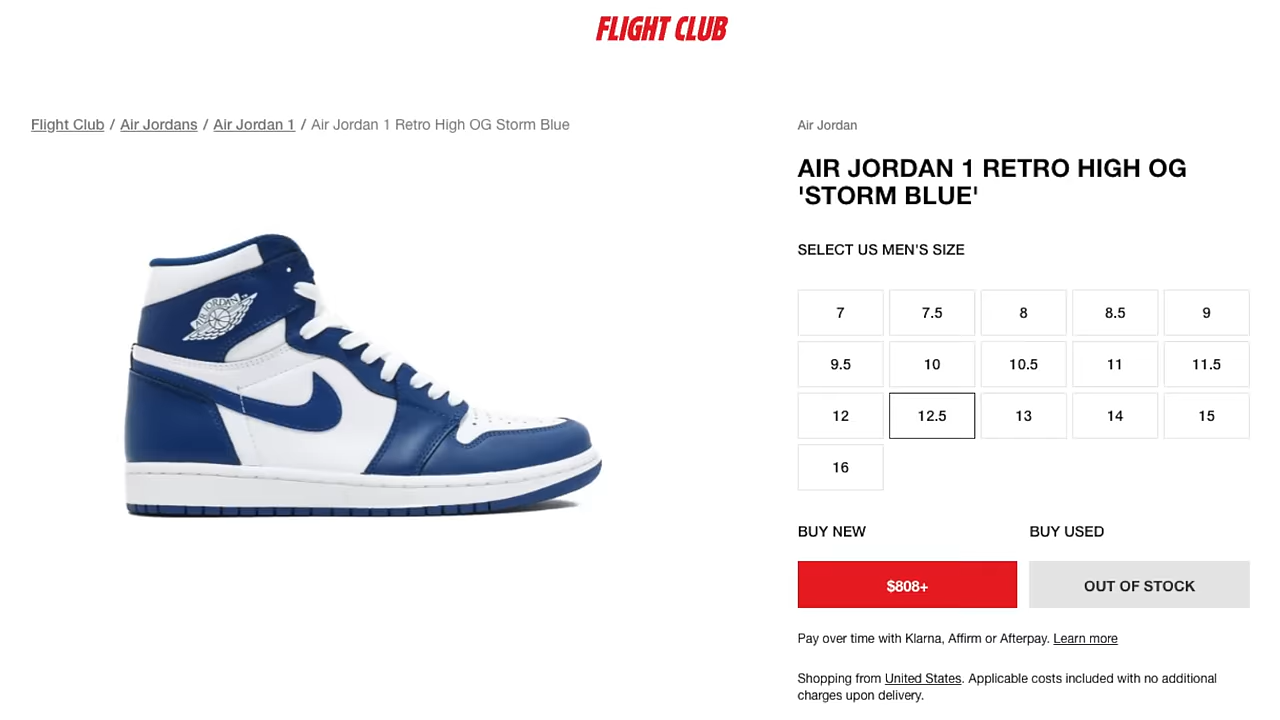 FLIGHT CLUB
Flight Club / Air Jordans / Air Jordan 1 / Air Jordan 1 Retro High OG Storm Blue
AIR JORDAN
Air Jordan
AIR JORDAN 1 RETRO HIGH OG
'STORM BLUE'
SELECT US MEN'S SIZE
7 7.5 8 8.5 9
9.5 10 10.5 11 11.5
12 12.5 13 14 15
16
BUY NEW BUY USED
$808+ OUT OF STOCK
Pay over time with Klarna, Affirm or Afterpay. Learn more
Shopping from United States. Applicable costs included with no additional
charges upon delivery.